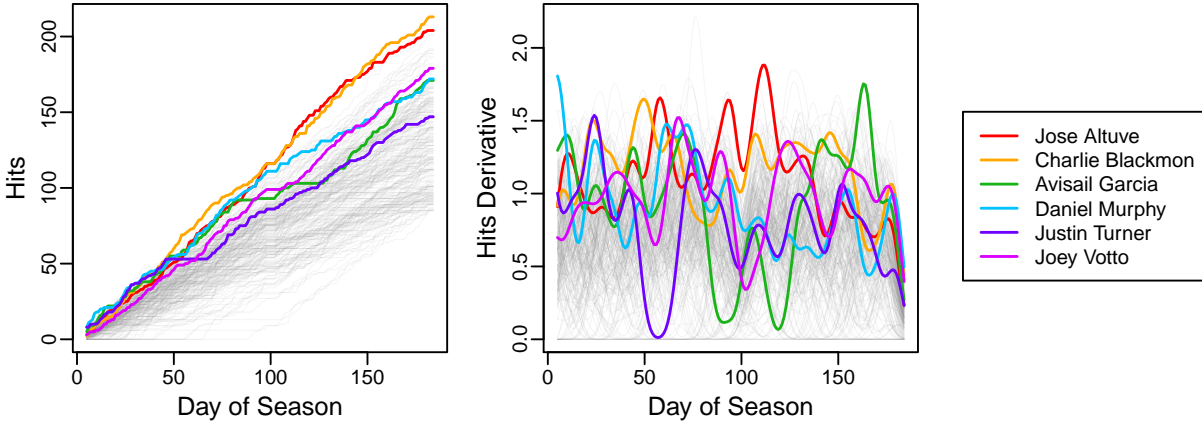 Hits
0
50
100
150
200
0
50
100
150
Day of Season
Hits Derivative
0.0
0.5
1.0
1.5
2.0
0
50
100
150
Day of Season
Jose Altuve
Charlie Blackmon
Avisail Garcia
Daniel Murphy
Justin Turner
Joey Votto